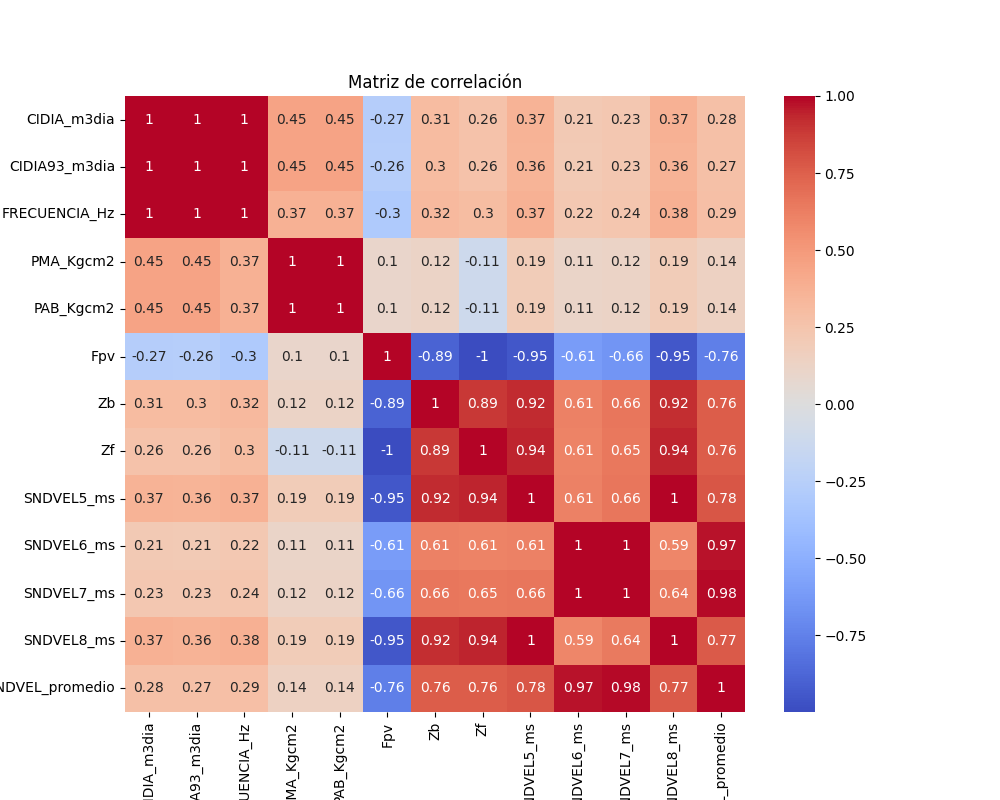 Matriz de correlación
CIDIA_m3dia 1 1 1 0.45 0.45 -0.27 0.31 0.26 0.37 0.21 0.23 0.37 0.28
CIDIA93_m3dia 1 1 1 0.45 0.45 -0.26 0.3 0.26 0.36 0.21 0.23 0.36 0.27
FRECUENCIA_Hz 1 1 1 0.37 0.37 -0.3 0.32 0.3 0.37 0.22 0.24 0.38 0.29
PMA_Kgcm2 0.45 0.45 0.37 1 1 0.1 0.12 -0.11 0.19 0.11 0.12 0.19 0.14
PAB_Kgcm2 0.45 0.45 0.37 1 1 0.1 0.12 -0.11 0.19 0.11 0.12 0.19 0.14
Fpv -0.27 -0.26 -0.3 0.1 0.1 1 -0.89 -1 -0.95 -0.61 -0.66 -0.95 -0.76
Zb 0.31 0.3 0.32 0.12 0.12 -0.89 1 0.89 0.92 0.61 0.66 0.92 0.76
Zf 0.26 0.26 0.3 -0.11 -0.11 -1 0.89 1 0.94 0.61 0.65 0.94 0.76
SNDVEL5_ms 0.37 0.36 0.37 0.19 0.19 -0.95 0.92 0.94 1 0.61 0.66 1 0.78
SNDVEL6_ms 0.21 0.21 0.22 0.11 0.11 -0.61 0.61 0.61 0.61 1 1 0.59 0.97
SNDVEL7_ms 0.23 0.23 0.24 0.12 0.12 -0.66 0.66 0.65 0.66 1 1 0.64 0.98
SNDVEL8_ms 0.37 0.36 0.38 0.19 0.19 -0.95 0.92 0.94 1 0.59 0.64 1 0.77
NDVEL_promedio 0.28 0.27 0.29 0.14 0.14 -0.76 0.76 0.76 0.78 0.97 0.98 0.77 1
IDIA_m3dia
A93_m3dia
UENCIA_Hz
MA_Kgcm2
PAB_Kgcm2
Fpv
Zb
Zf
NDVEL5_ms
NDVEL6_ms
NDVEL7_ms
NDVEL8_ms
_promedio
1.00
0.75
0.50
0.25
0.00
−0.25
−0.50
−0.75